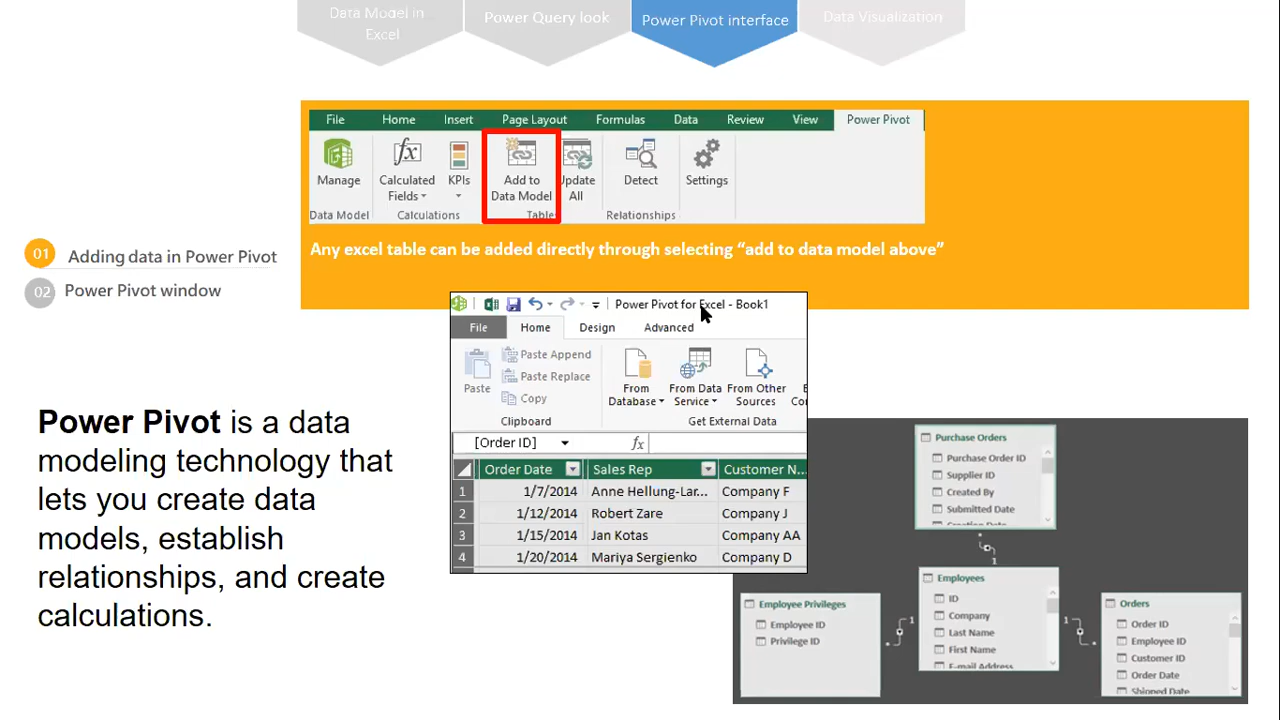 Data Model in
Excel
Power Query look
Power Pivot interface
Data Visualization
File Home Insert Page Layout Formulas Data Review View Power Pivot
Manage
Calculated
Fields
KPIs
Add to
Data Model
Update
All
Detect
Settings
Data Model Calculations Tables Relationships
Any excel table can be added directly through selecting “add to data model above”
01 Adding data in Power Pivot
02 Power Pivot window
Power Pivot for Excel - Book1
File Home Design Advanced
Paste
Paste Append
Paste Replace
Copy
From
Database
From Data
Service
From Other
Sources
Clipboard Get External Data
[Order ID] fx
Order Date Sales Rep Customer N...
1 1/7/2014 Anne Hellung-Lar... Company F
2 1/12/2014 Robert Zare Company J
3 1/15/2014 Jan Kotas Company AA
4 1/20/2014 Mariya Sergienko Company D
Power Pivot is a data
modeling technology that
lets you create data
models, establish
relationships, and create
calculations.
Purchase Orders
Purchase Order ID
Supplier ID
Created By
Submitted Date
Creation Date
*
1
Employees
ID
Company
Last Name
First Name
E-mail Address
Employee Privileges
Employee ID
Privilege ID
* 1
1 *
Orders
Order ID
Employee ID
Customer ID
Order Date
Shipped Date